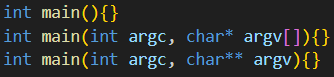 int main(){}
int main(int argc, char* argv[]){}
int main(int argc, char** argv){}